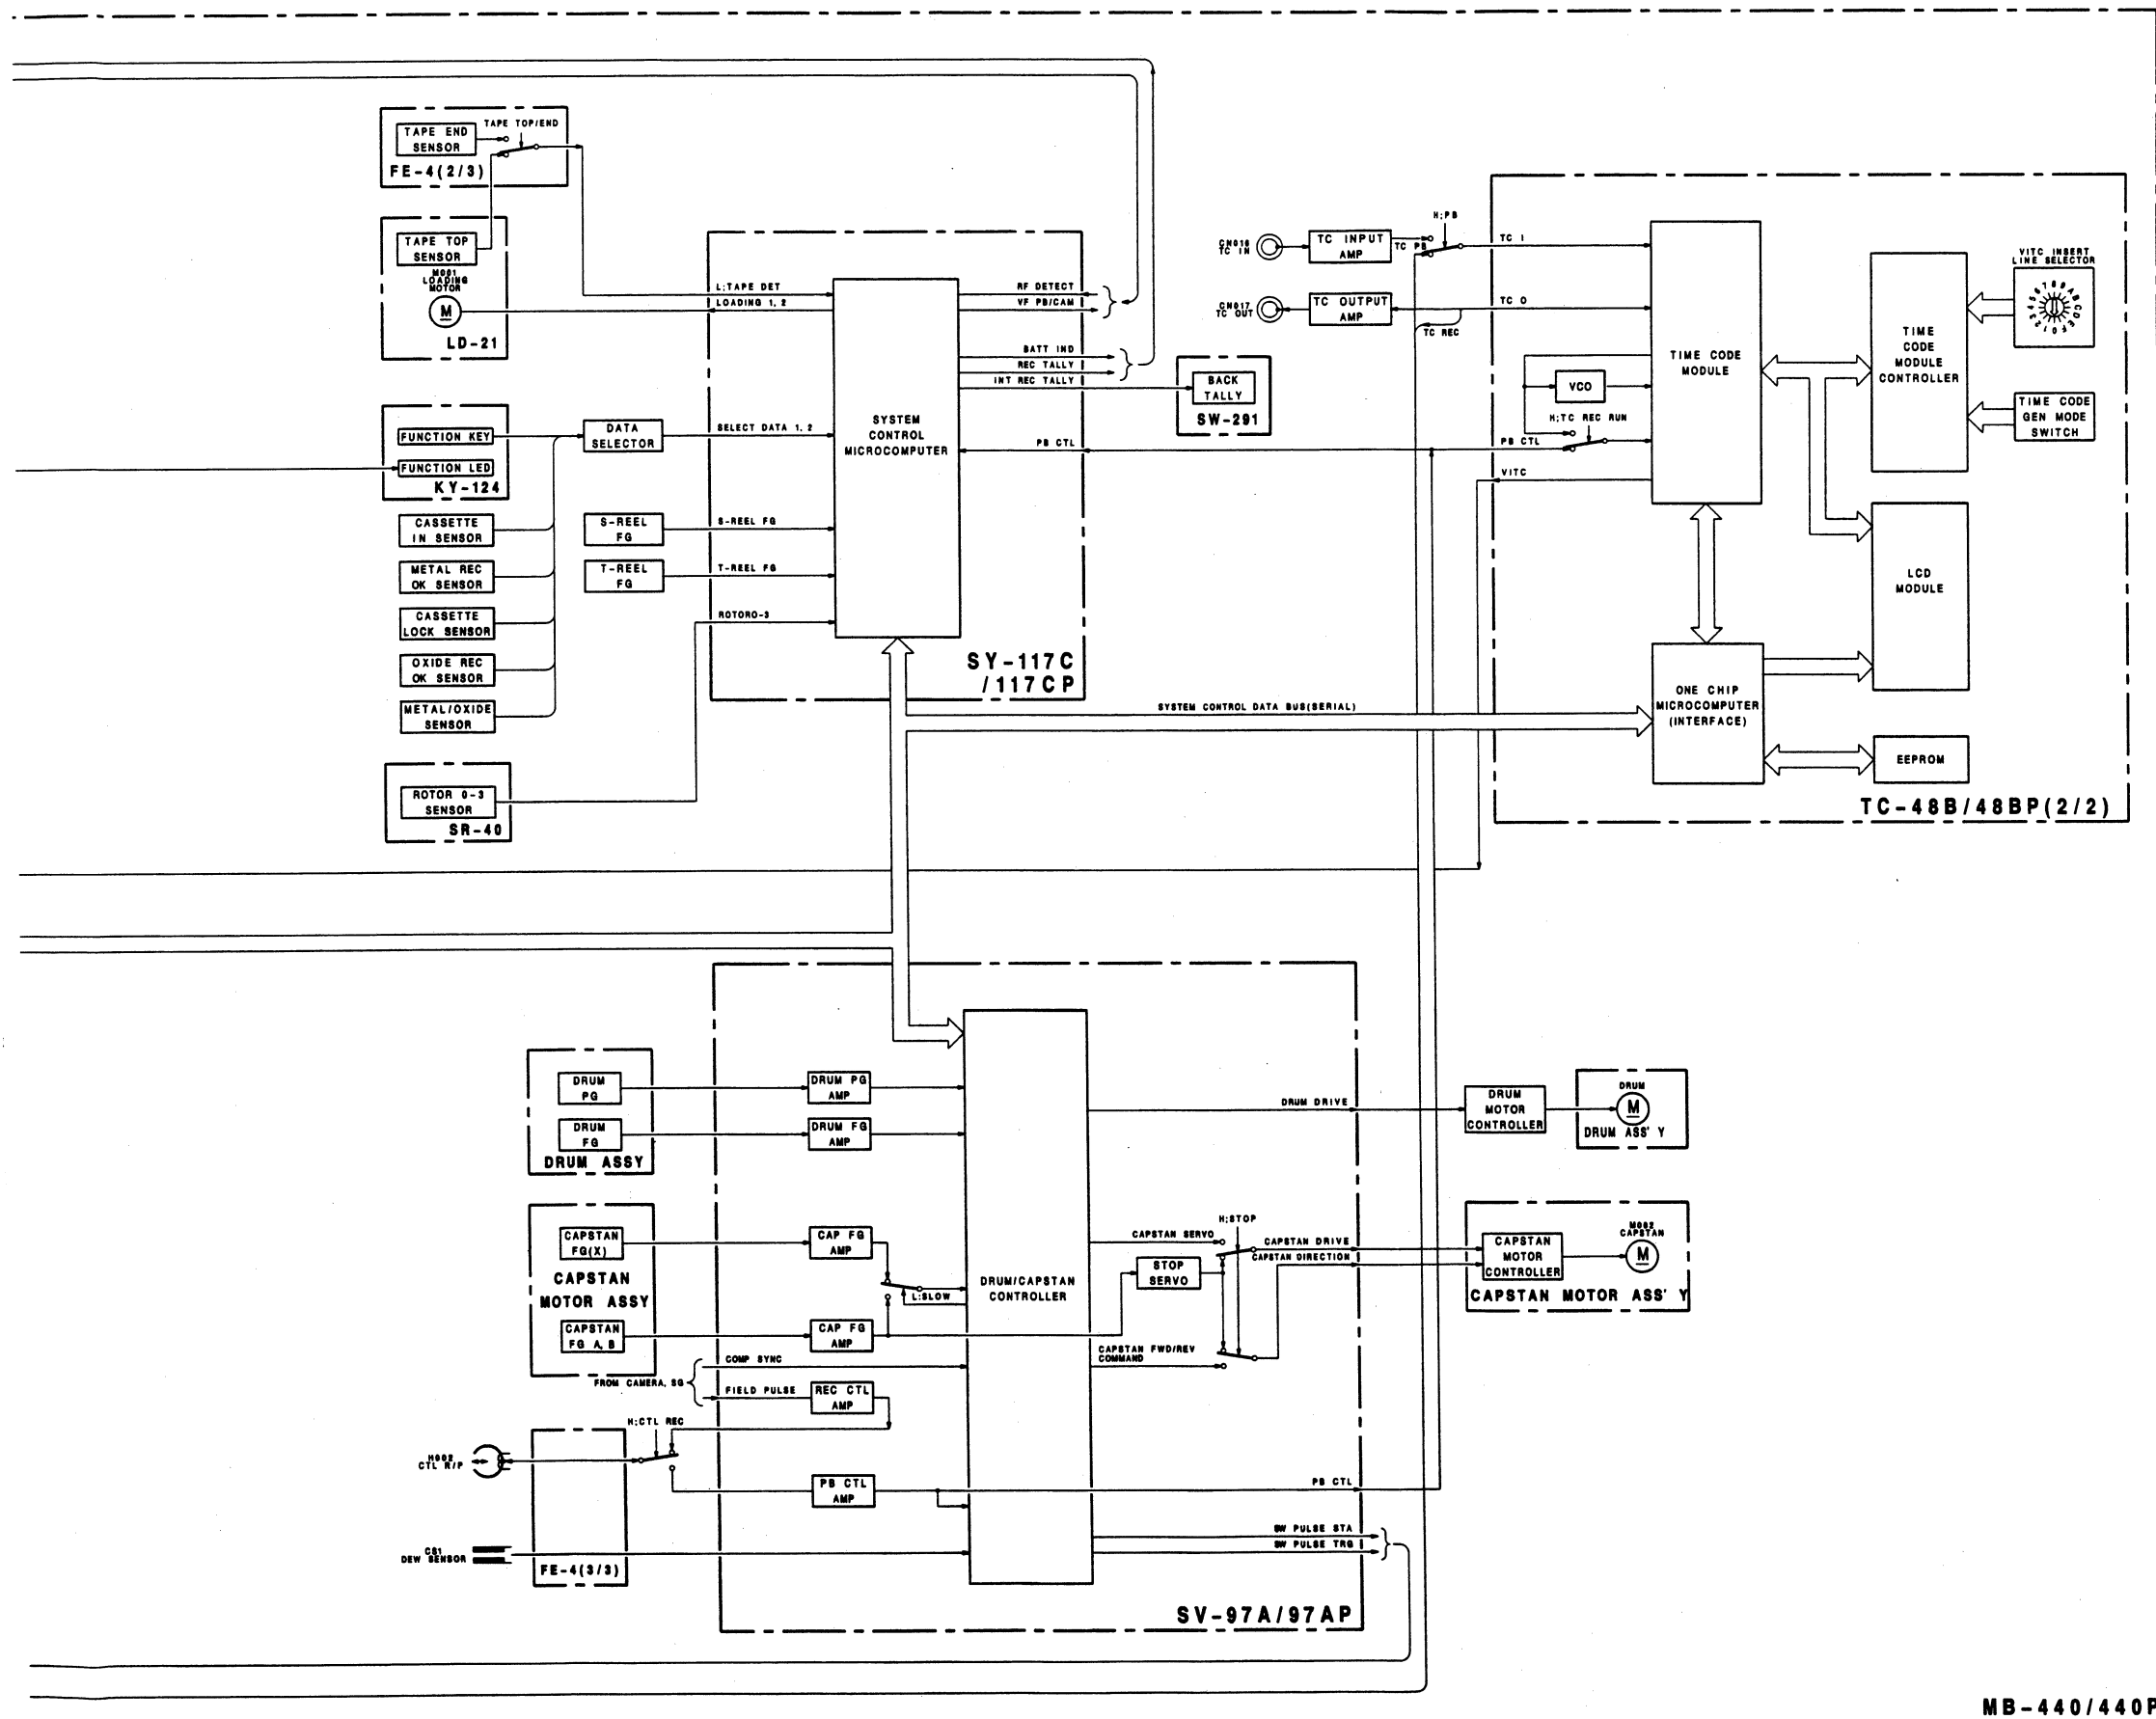 TAPE END
SENSOR
TAPE TOP/END
FE-4(2/3)
TAPE TOP
SENSOR
M001
LOADING
MOTOR
M
LD-21
L;TAPE DET
LOADING 1, 2
RF DETECT
VF PB/CAM
BATT IND
REC TALLY
INT REC TALLY
SYSTEM
CONTROL
MICROCOMPUTER
FUNCTION KEY
FUNCTION LED
KY-124
DATA
SELECTOR
SELECT DATA 1, 2
PB CTL
CASSETTE
IN SENSOR
METAL REC
OK SENSOR
CASSETTE
LOCK SENSOR
OXIDE REC
OK SENSOR
METAL/OXIDE
SENSOR
S-REEL
FG
S-REEL FG
T-REEL
FG
T-REEL FG
ROTORO-3
SY-117C
/117CP
ROTOR 0-3
SENSOR
SR-40
BACK
TALLY
SW-291
CN016
TC IN
TC INPUT
AMP
H;PB
TC PB
TC I
CN017
TC OUT
TC OUTPUT
AMP
TC O
TC REC
VCO
H;TC REC RUN
PB CTL
VITC
TIME CODE
MODULE
TIME
CODE
MODULE
CONTROLLER
VITC INSERT
LINE SELECTOR
0123456789ABCDEF
TIME CODE
GEN MODE
SWITCH
LCD
MODULE
ONE CHIP
MICROCOMPUTER
(INTERFACE)
EEPROM
TC-48B/48BP(2/2)
SYSTEM CONTROL DATA BUS(SERIAL)
DRUM
PG
DRUM
FG
DRUM ASSY
DRUM PG
AMP
DRUM FG
AMP
CAPSTAN
FG(X)
CAPSTAN
MOTOR ASSY
CAPSTAN
FG A, B
CAP FG
AMP
L:SLOW
CAP FG
AMP
COMP SYNC
FROM CAMERA, SG
FIELD PULSE
REC CTL
AMP
DRUM/CAPSTAN
CONTROLLER
DRUM DRIVE
CAPSTAN SERVO
H;STOP
CAPSTAN DRIVE
CAPSTAN DIRECTION
STOP
SERVO
CAPSTAN FWD/REV
COMMAND
DRUM
MOTOR
CONTROLLER
DRUM
M
DRUM ASS' Y
CAPSTAN
MOTOR
CONTROLLER
M002
CAPSTAN
M
CAPSTAN MOTOR ASS' Y
H;CTL REC
H002
CTL R/P
PB CTL
AMP
PB CTL
CS1
DEW SENSOR
FE-4(3/3)
SW PULSE STA
SW PULSE TRG
SV-97A/97AP
MB-440/440P